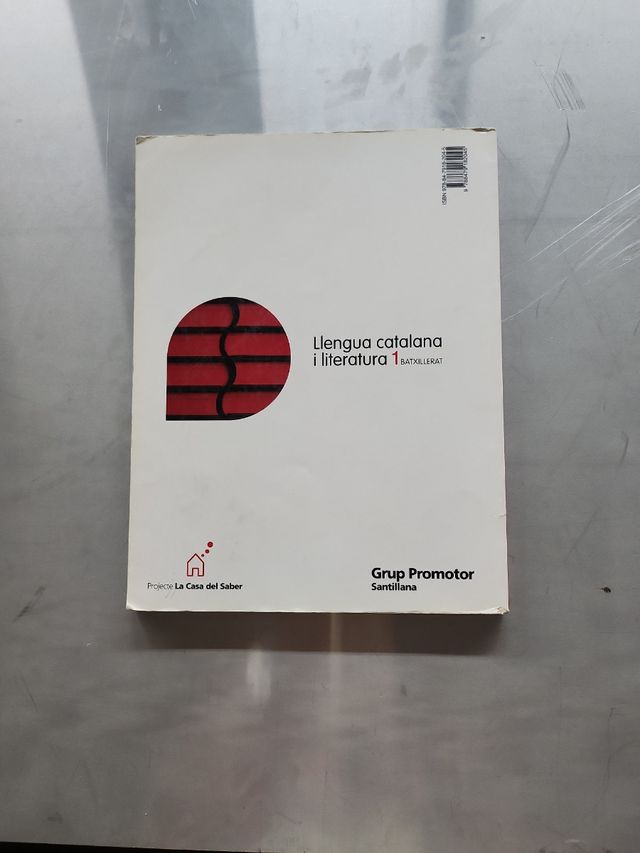 Llengua catalana
i literatura 1 BATXILLERAT
Projecte La Casa del Saber
Grup Promotor
Santillana